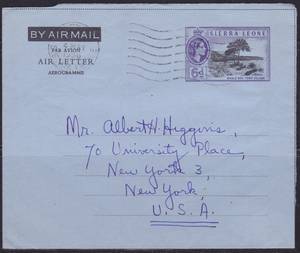 BY AIR MAIL
PAR AVION
AIR LETTER
AEROGRAMME
SIERRA LEONE
6d
Mr. Albert H. Higgins,
70 University Place,
New York 3,
New York,
U. S. A.